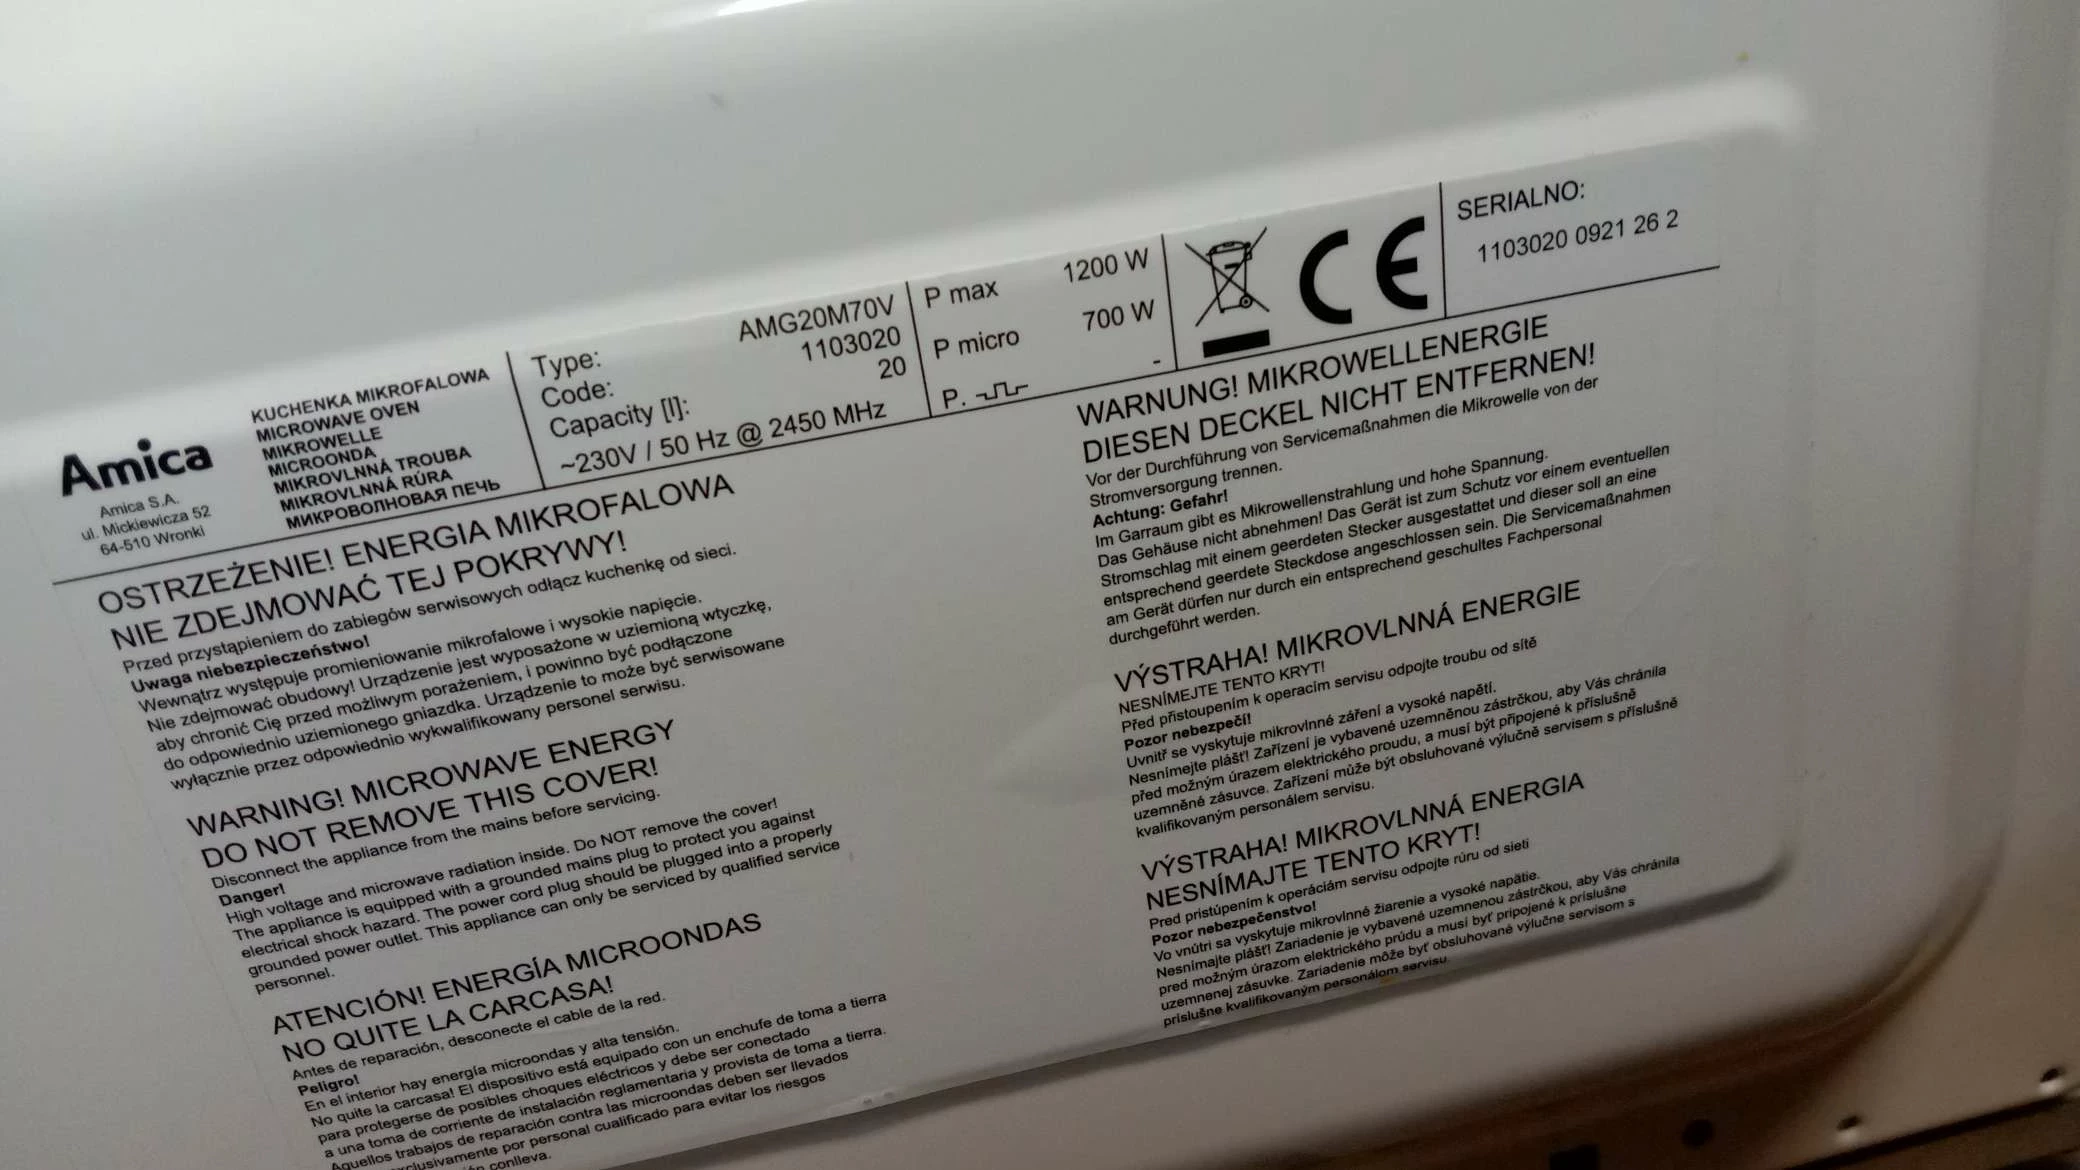 Amica
Amica S.A.
ul. Mickiewicza 52
64-510 Wronki
KUCHENKA MIKROFALOWA
MICROWAVE OVEN
MIKROWELLE
MICROONDA
MIKROVLNNÁ TROUBA
MIKROVLNNÁ RÚRA
МИКРОВОЛНОВАЯ ПЕЧЬ
Type: AMG20M70V
Code: 1103020
Capacity [l]: 20
~230V / 50 Hz @ 2450 MHz
P max 1200 W
P micro 700 W
P. -
CE
SERIALNO:
1103020 0921 26 2
OSTRZEŻENIE! ENERGIA MIKROFALOWA
NIE ZDEJMOWAĆ TEJ POKRYWY!
Przed przystąpieniem do zabiegów serwisowych odłącz kuchenkę od sieci.
Uwaga niebezpieczeństwo!
Wewnątrz występuje promieniowanie mikrofalowe i wysokie napięcie.
Nie zdejmować obudowy! Urządzenie jest wyposażone w uziemioną wtyczkę,
aby chronić Cię przed możliwym porażeniem, i powinno być podłączone
do odpowiednio uziemionego gniazdka. Urządzenie to może być serwisowane
wyłącznie przez odpowiednio wykwalifikowany personel serwisu.
WARNING! MICROWAVE ENERGY
DO NOT REMOVE THIS COVER!
Disconnect the appliance from the mains before servicing.
Danger!
High voltage and microwave radiation inside. Do NOT remove the cover!
The appliance is equipped with a grounded mains plug to protect you against
electrical shock hazard. The power cord plug should be plugged into a properly
grounded power outlet. This appliance can only be serviced by qualified service
personnel.
ATENCIÓN! ENERGÍA MICROONDAS
NO QUITE LA CARCASA!
Antes de reparación, desconecte el cable de la red.
Peligro!
En el interior hay energía microondas y alta tensión.
No quite la carcasa! El dispositivo está equipado con un enchufe de toma a tierra
para protegerse de posibles choques eléctricos y debe ser conectado
a una toma de corriente de instalación reglamentaria y provista de toma a tierra.
Aquellos trabajos de reparación contra las microondas deben ser llevados
exclusivamente por personal cualificado para evitar los riesgos
conlleva.
WARNUNG! MIKROWELLENERGIE
DIESEN DECKEL NICHT ENTFERNEN!
Vor der Durchführung von Servicemaßnahmen die Mikrowelle von der
Stromversorgung trennen.
Achtung: Gefahr!
Im Garraum gibt es Mikrowellenstrahlung und hohe Spannung.
Das Gehäuse nicht abnehmen! Das Gerät ist zum Schutz vor einem eventuellen
Stromschlag mit einem geerdeten Stecker ausgestattet und dieser soll an eine
entsprechend geerdete Steckdose angeschlossen sein. Die Servicemaßnahmen
am Gerät dürfen nur durch ein entsprechend geschultes Fachpersonal
durchgeführt werden.
VÝSTRAHA! MIKROVLNNÁ ENERGIE
NESNÍMEJTE TENTO KRYT!
Před přistoupením k operacím servisu odpojte troubu od sítě
Pozor nebezpečí!
Uvnitř se vyskytuje mikrovlnné záření a vysoké napětí.
Nesnímejte plášť! Zařízení je vybavené uzemněnou zástrčkou, aby Vás chránila
před možným úrazem elektrického proudu, a musí být připojené k příslušně
uzemněné zásuvce. Zařízení může být obsluhované výlučně servisem s příslušně
kvalifikovaným personálem servisu.
VÝSTRAHA! MIKROVLNNÁ ENERGIA
NESNÍMAJTE TENTO KRYT!
Pred pristúpením k operáciám servisu odpojte rúru od sieti
Pozor nebezpečenstvo!
Vo vnútri sa vyskytuje mikrovlnné žiarenie a vysoké napätie.
Nesnímajte plášť! Zariadenie je vybavené uzemnenou zástrčkou, aby Vás chránila
pred možným úrazom elektrického prúdu a musí byť pripojené k príslušne
uzemnenej zásuvke. Zariadenie môže byť obsluhované výlučne servisom s
príslušne kvalifikovaným personálom servisu.